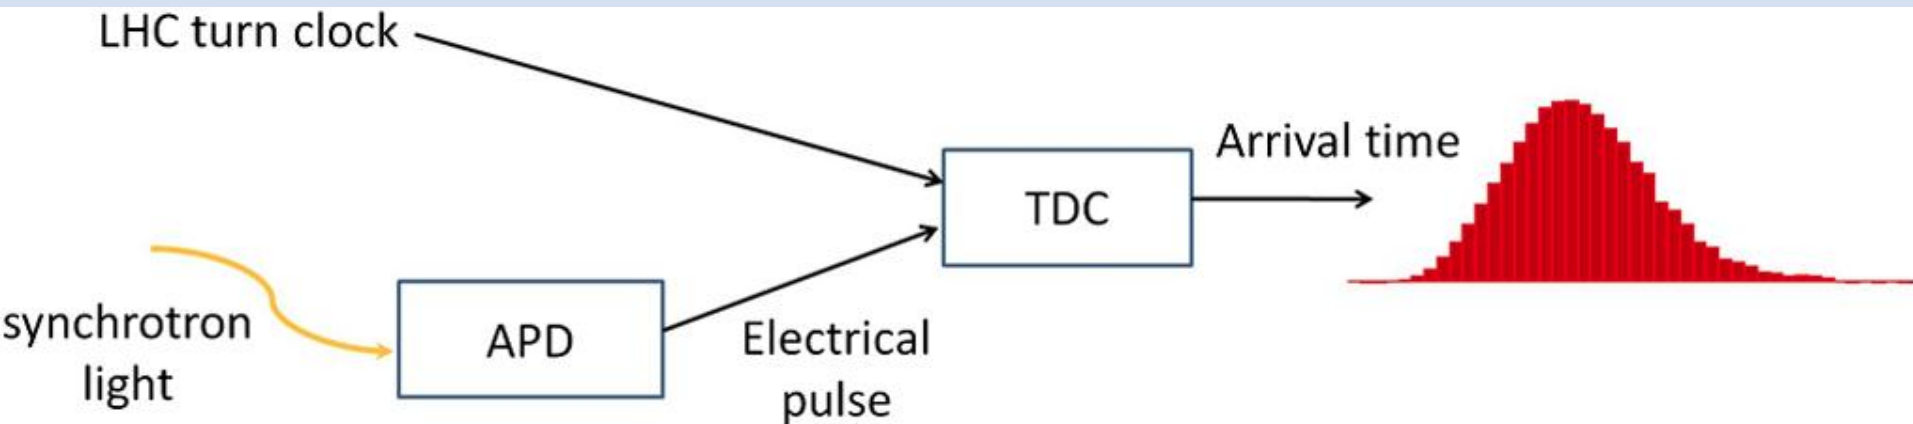 LHC turn clock
Arrival time
TDC
synchrotron
light
APD
Electrical
pulse